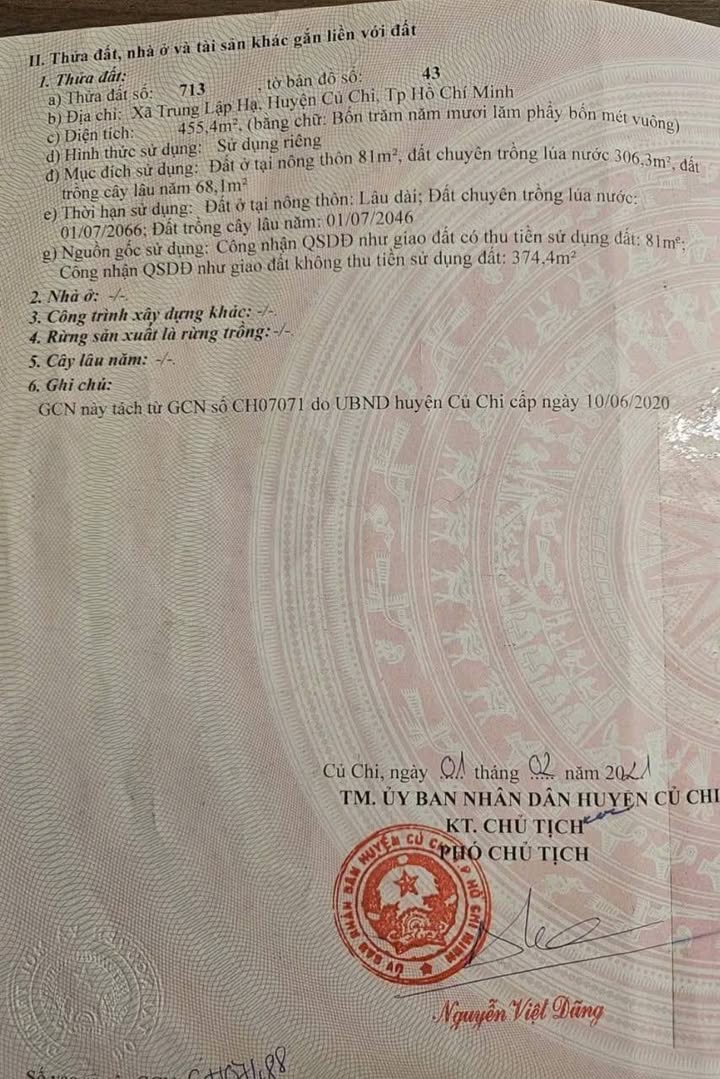 II. Thửa đất, nhà ở và tài sản khác gắn liền với đất
1. Thửa đất:
a) Thửa đất số: 713 , tờ bản đồ số: 43
b) Địa chỉ: Xã Trung Lập Hạ, Huyện Củ Chi, Tp Hồ Chí Minh
c) Diện tích: 455,4m², (bằng chữ: Bốn trăm năm mươi lăm phẩy bốn mét vuông)
d) Hình thức sử dụng: Sử dụng riêng
đ) Mục đích sử dụng: Đất ở tại nông thôn 81m², đất chuyên trồng lúa nước 306,3m², đất
trồng cây lâu năm 68,1m²
e) Thời hạn sử dụng: Đất ở tại nông thôn: Lâu dài; Đất chuyên trồng lúa nước:
01/07/2066; Đất trồng cây lâu năm: 01/07/2046
g) Nguồn gốc sử dụng: Công nhận QSDĐ như giao đất có thu tiền sử dụng đất: 81m²;
Công nhận QSDĐ như giao đất không thu tiền sử dụng đất: 374,4m²
2. Nhà ở: -/-.
3. Công trình xây dựng khác: -/-.
4. Rừng sản xuất là rừng trồng: -/-.
5. Cây lâu năm: -/-.
6. Ghi chú:
GCN này tách từ GCN số CH07071 do UBND huyện Củ Chi cấp ngày 10/06/2020
Củ Chi, ngày 01 tháng 02 năm 2021
TM. ỦY BAN NHÂN DÂN HUYỆN CỦ CHI
KT. CHỦ TỊCH
PHÓ CHỦ TỊCH
ỦY BAN NHÂN DÂN HUYỆN CỦ CHI T.P HỒ CHÍ MINH
Nguyễn Việt Dũng